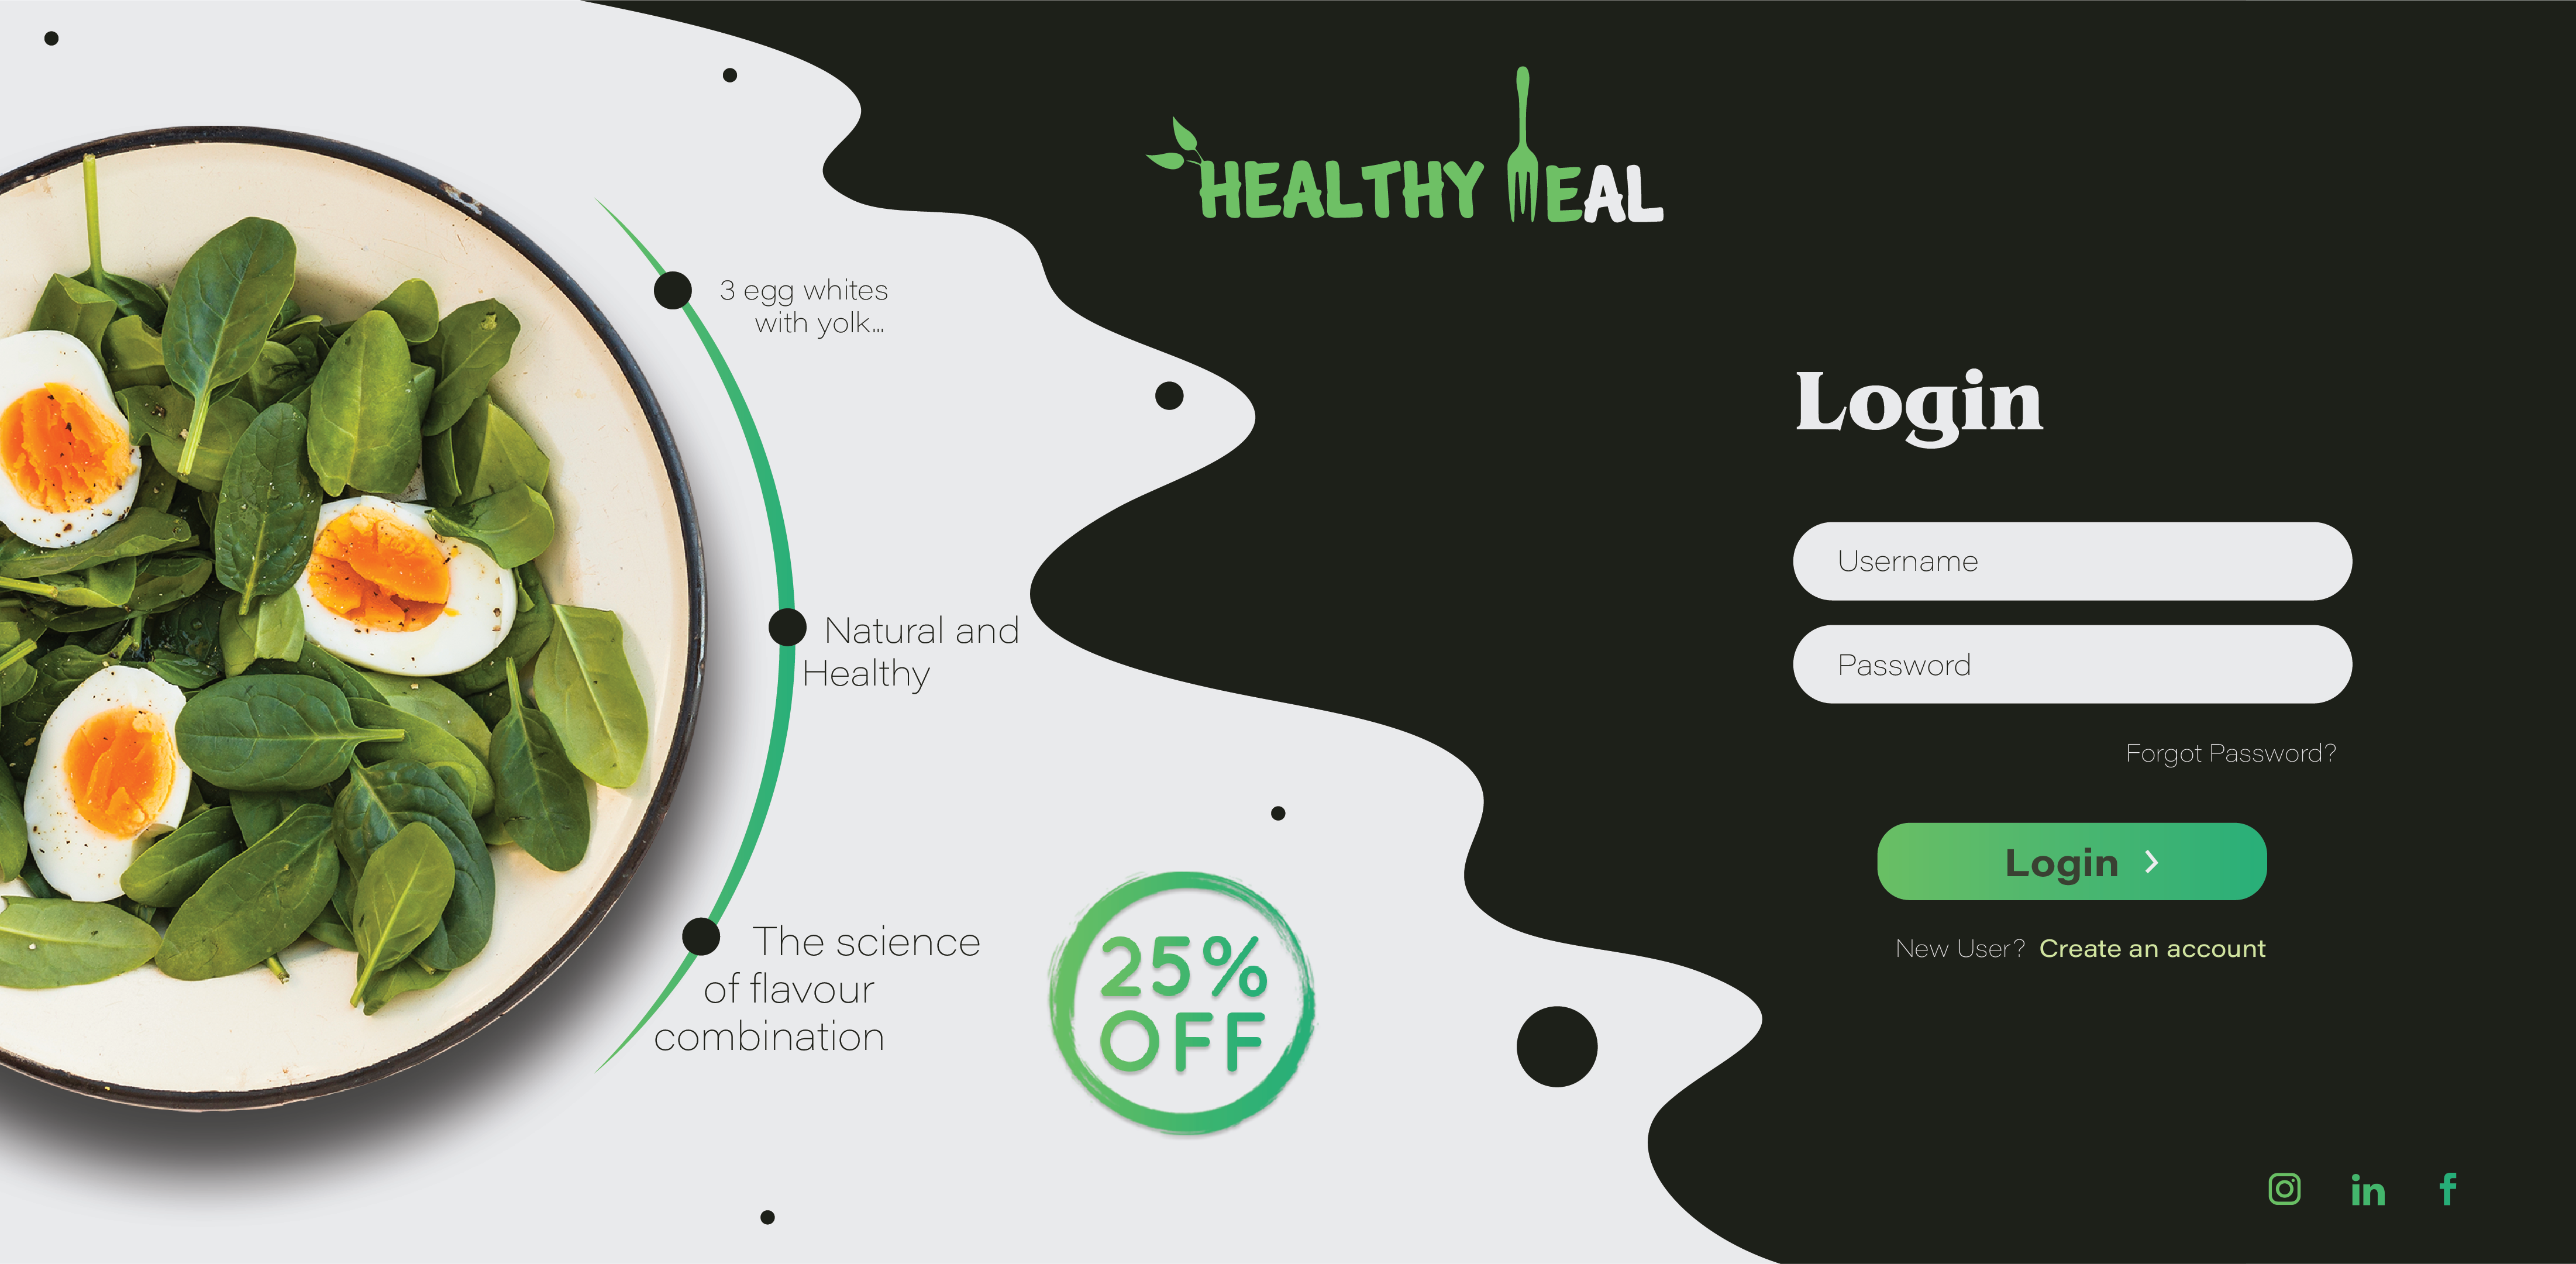 HEALTHY MEAL
3 egg whites
with yolk...
Natural and
Healthy
The science
of flavour
combination
25%
OFF
Login
Username
Password
Forgot Password?
Login
New User? Create an account
in
f